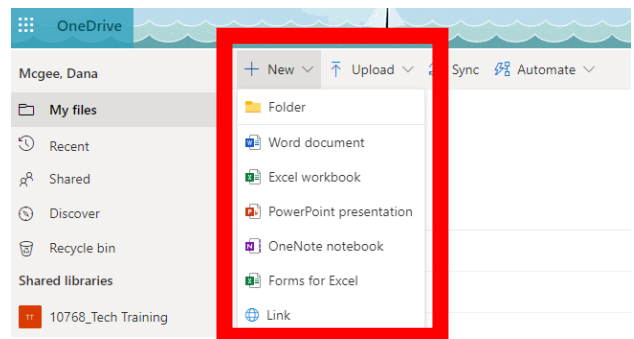 OneDrive
Mcgee, Dana
+ New Upload Sync Automate
My files
Folder
Recent
Word document
Shared
Excel workbook
Discover
PowerPoint presentation
Recycle bin
OneNote notebook
Shared libraries
Forms for Excel
TT 10768_Tech Training
Link